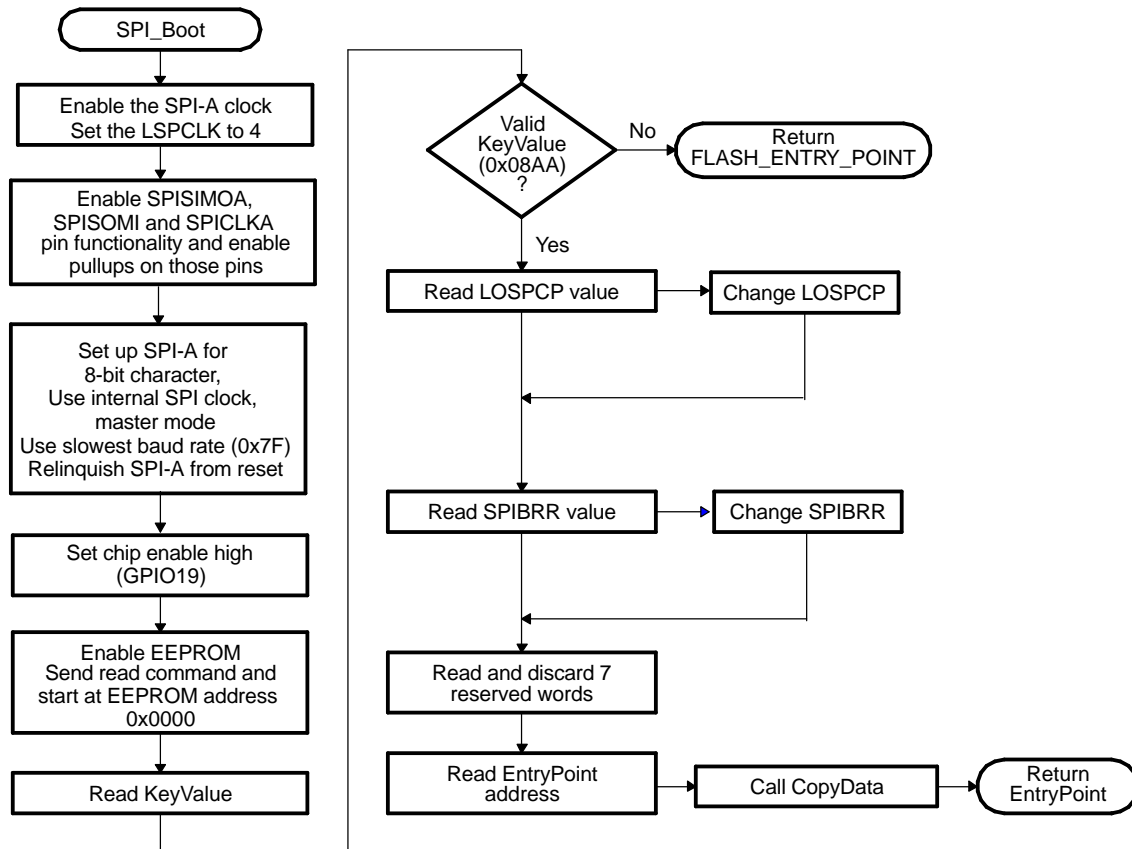 SPI_Boot
Enable the SPI-A clock
Set the LSPCLK to 4
Enable SPISIMOA,
SPISOMI and SPICLKA
pin functionality and enable
pullups on those pins
Set up SPI-A for
8-bit character,
Use internal SPI clock,
master mode
Use slowest baud rate (0x7F)
Relinquish SPI-A from reset
Set chip enable high
(GPIO19)
Enable EEPROM
Send read command and
start at EEPROM address
0x0000
Read KeyValue
Valid
KeyValue
(0x08AA)
?
No
Return
FLASH_ENTRY_POINT
Yes
Read LOSPCP value
Change LOSPCP
Read SPIBRR value
Change SPIBRR
Read and discard 7
reserved words
Read EntryPoint
address
Call CopyData
Return
EntryPoint